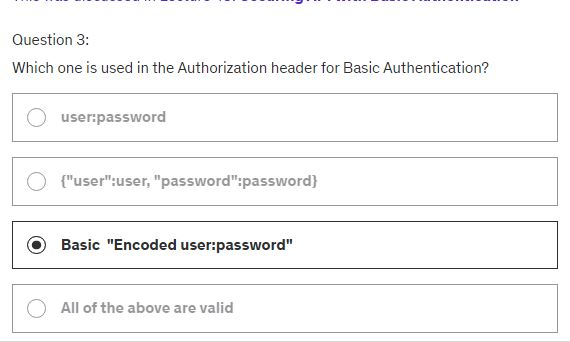 Question 3:
Which one is used in the Authorization header for Basic Authentication?
user:password
{"user":user, "password":password}
Basic  "Encoded user:password"
All of the above are valid